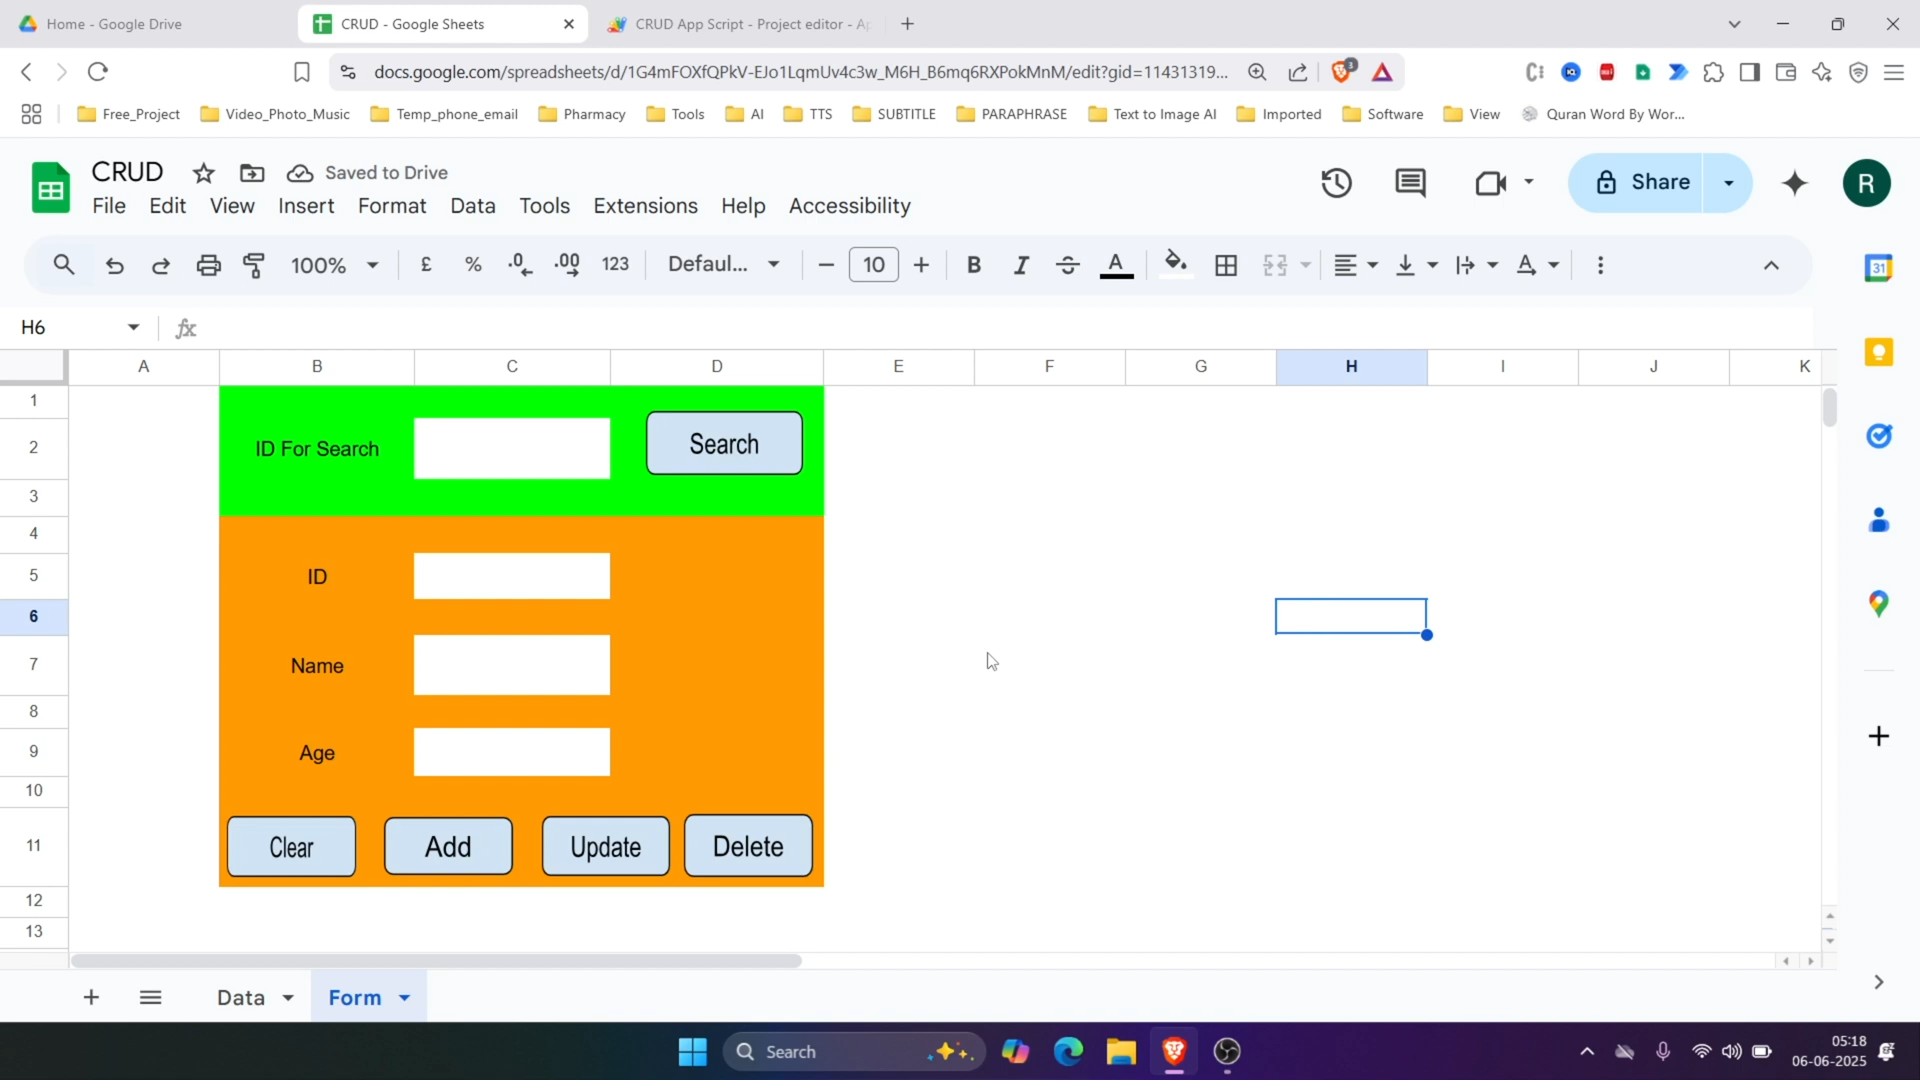 Home - Google Drive
CRUD - Google Sheets
CRUD App Script - Project editor - Ap
docs.google.com/spreadsheets/d/1G4mFOXfQPkV-EJo1LqmUv4c3w_M6H_B6mq6RXPokMnM/edit?gid=11431319...
3
Free_Project
Video_Photo_Music
Temp_phone_email
Pharmacy
Tools
AI
TTS
SUBTITLE
PARAPHRASE
Text to Image AI
Imported
Software
View
Quran Word By Wor...
CRUD
Saved to Drive
File Edit View Insert Format Data Tools Extensions Help Accessibility
Share
R
100%
£
%
.0
.00
123
Defaul...
10
B
I
A
31
H6
fx
A B C D E F G H I J K
1
2 ID For Search Search
3
4
5 ID
6
7 Name
8
9 Age
10
11 Clear Add Update Delete
12
13
Data
Form
Search
05:18
06-06-2025